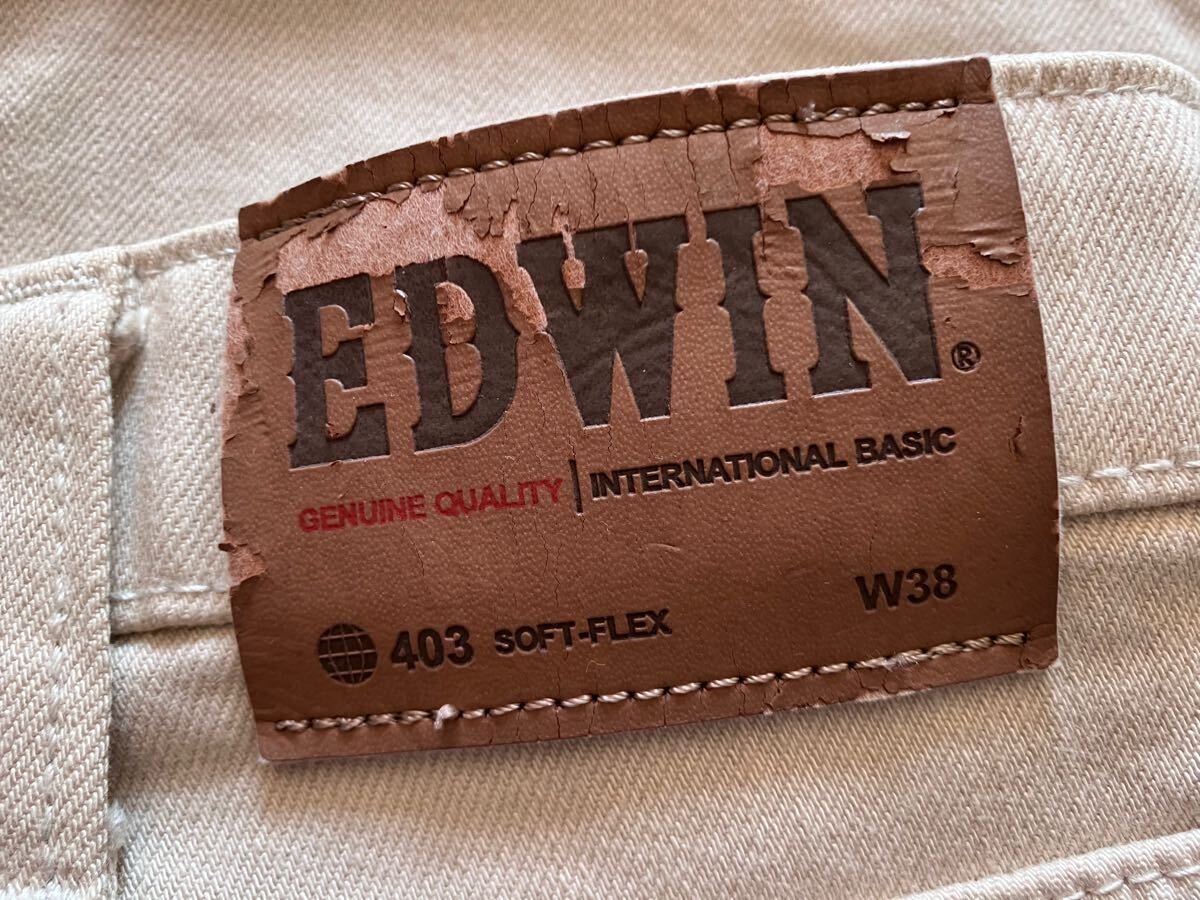 EDWIN®
GENUINE QUALITY | INTERNATIONAL BASIC
403 SOFT-FLEX W38